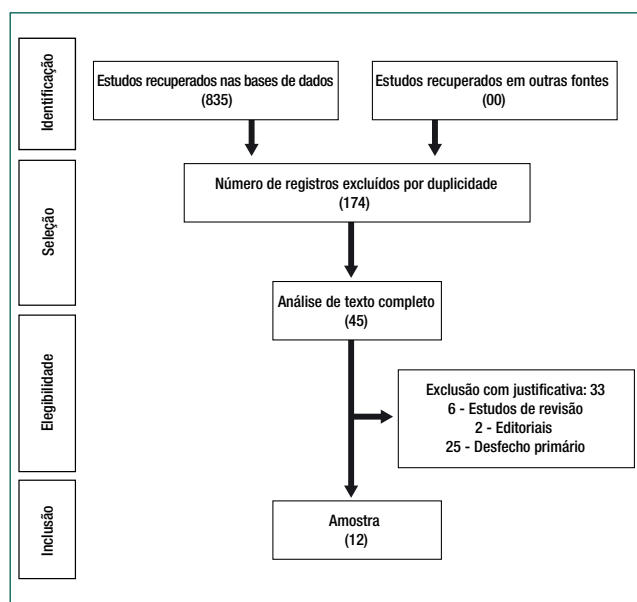 Identificação
Estudos recuperados nas bases de dados
(835)
Estudos recuperados em outras fontes
(00)
Seleção
Número de registros excluídos por duplicidade
(174)
Análise de texto completo
(45)
Elegibilidade
Exclusão com justificativa: 33
6 - Estudos de revisão
2 - Editoriais
25 - Desfecho primário
Inclusão
Amostra
(12)